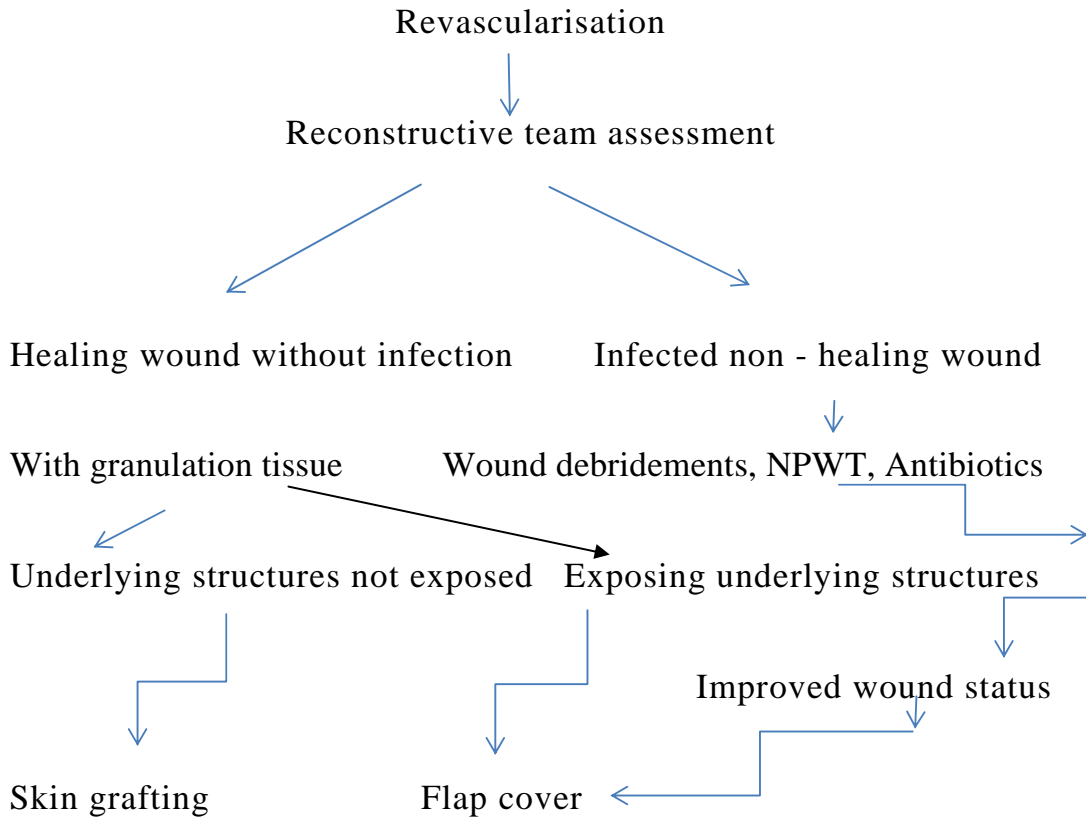 Revascularisation
Reconstructive team assessment
Healing wound without infection
Infected non - healing wound
With granulation tissue
Wound debridements, NPWT, Antibiotics
Underlying structures not exposed
Exposing underlying structures
Improved wound status
Skin grafting
Flap cover